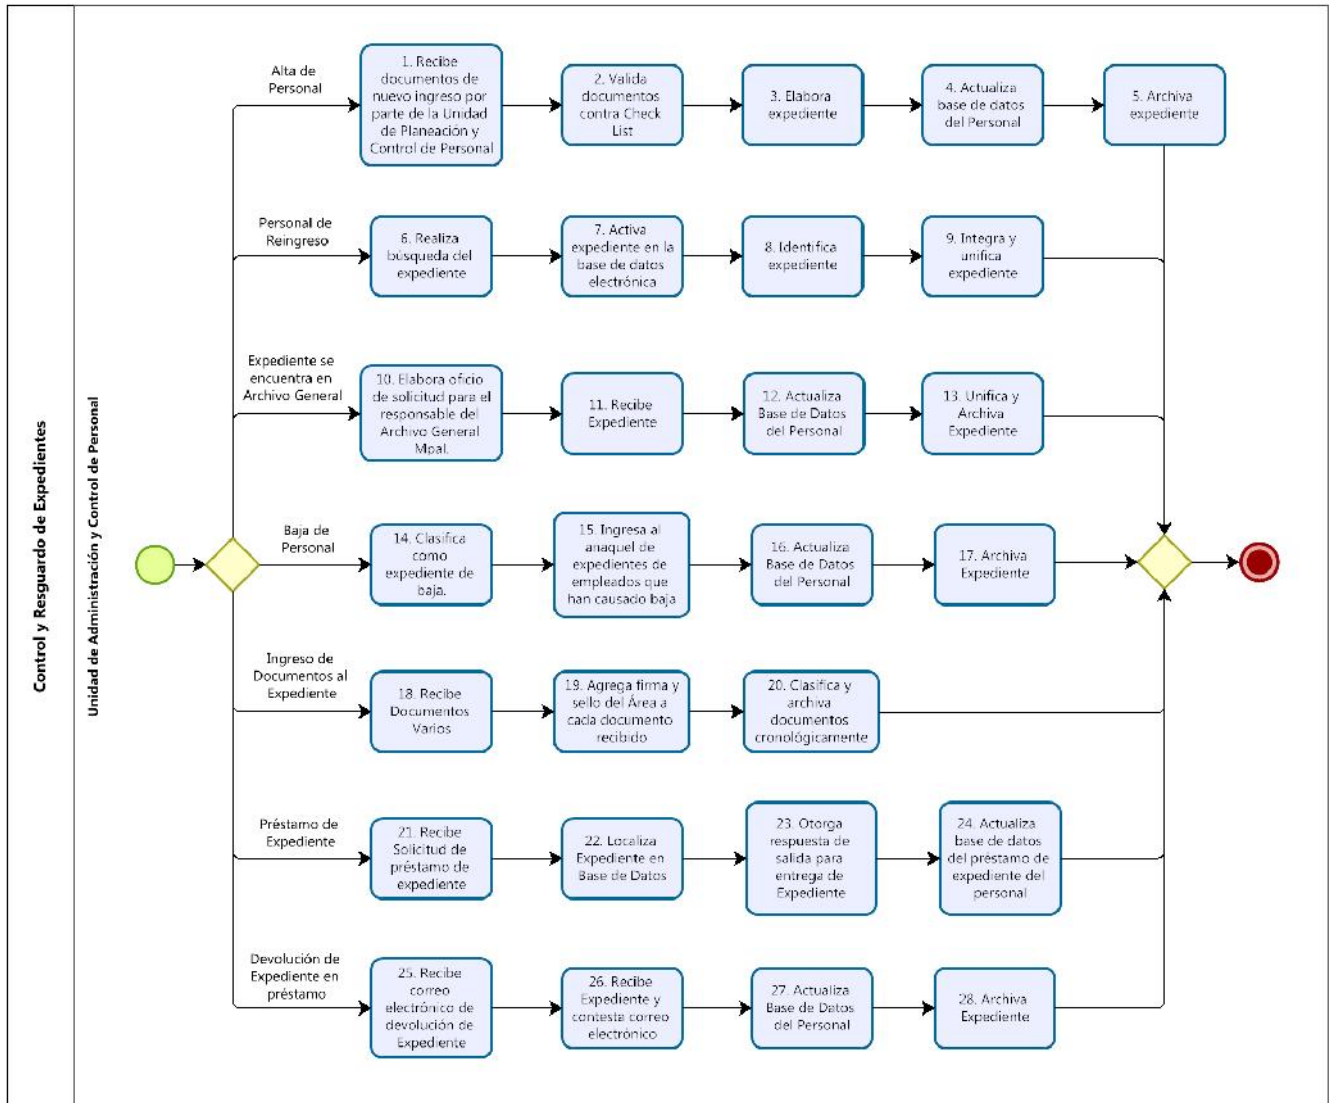 Control y Resguardo de Expedientes
Unidad de Administración y Control de Personal
Alta de
Personal
1. Recibe
documentos de
nuevo ingreso por
parte de la Unidad
de Planeación y
Control de Personal
2. Valida
documentos
contra Check
List
3. Elabora
expediente
4. Actualiza
base de datos
del Personal
5. Archiva
expediente
Personal de
Reingreso
6. Realiza
búsqueda del
expediente
7. Activa
expediente en la
base de datos
electrónica
8. Identifica
expediente
9. Integra y
unifica
expediente
Expediente se
encuentra en
Archivo General
10. Elabora oficio
de solicitud para el
responsable del
Archivo General
Mpal.
11. Recibe
Expediente
12. Actualiza
Base de Datos
del Personal
13. Unifica y
Archiva
Expediente
Baja de
Personal
14. Clasifica
como
expediente de
baja.
15. Ingresa al
anaquel de
expedientes de
empleados que
han causado baja
16. Actualiza
Base de Datos
del Personal
17. Archiva
Expediente
Ingreso de
Documentos al
Expediente
18. Recibe
Documentos
Varios
19. Agrega firma y
sello del Área a
cada documento
recibido
20. Clasifica y
archiva
documentos
cronológicamente
Préstamo de
Expediente
21. Recibe
Solicitud de
préstamo de
expediente
22. Localiza
Expediente en
Base de Datos
23. Otorga
respuesta de
salida para
entrega de
Expediente
24. Actualiza
base de datos
del préstamo de
expediente del
personal
Devolución de
Expediente en
préstamo
25. Recibe
correo
electrónico de
devolución de
Expediente
26. Recibe
Expediente y
contesta correo
electrónico
27. Actualiza
Base de Datos
del Personal
28. Archiva
Expediente